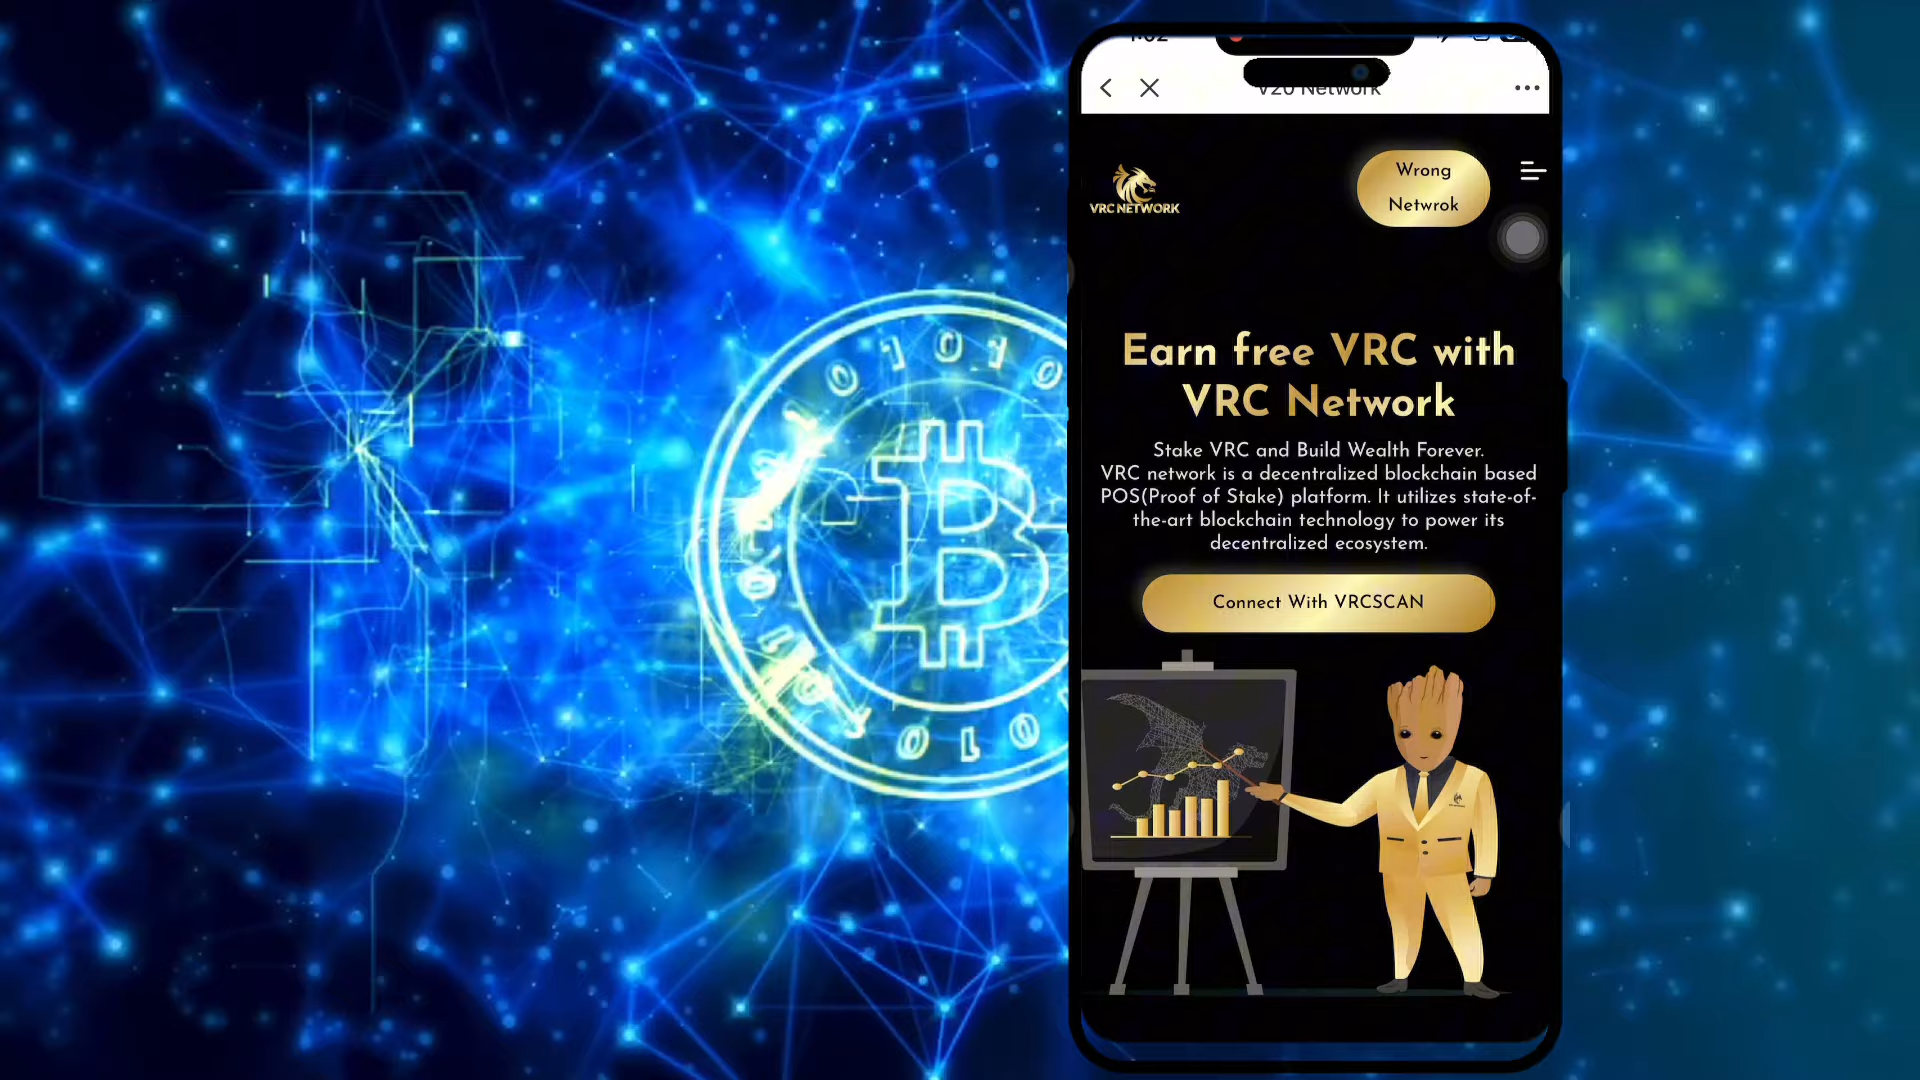 V20 Network
VRC NETWORK
Wrong
Netwrok
Earn free VRC with
VRC Network
Stake VRC and Build Wealth Forever.
VRC network is a decentralized blockchain based
POS(Proof of Stake) platform. It utilizes state-of-
the-art blockchain technology to power its
decentralized ecosystem.
Connect With VRCSCAN